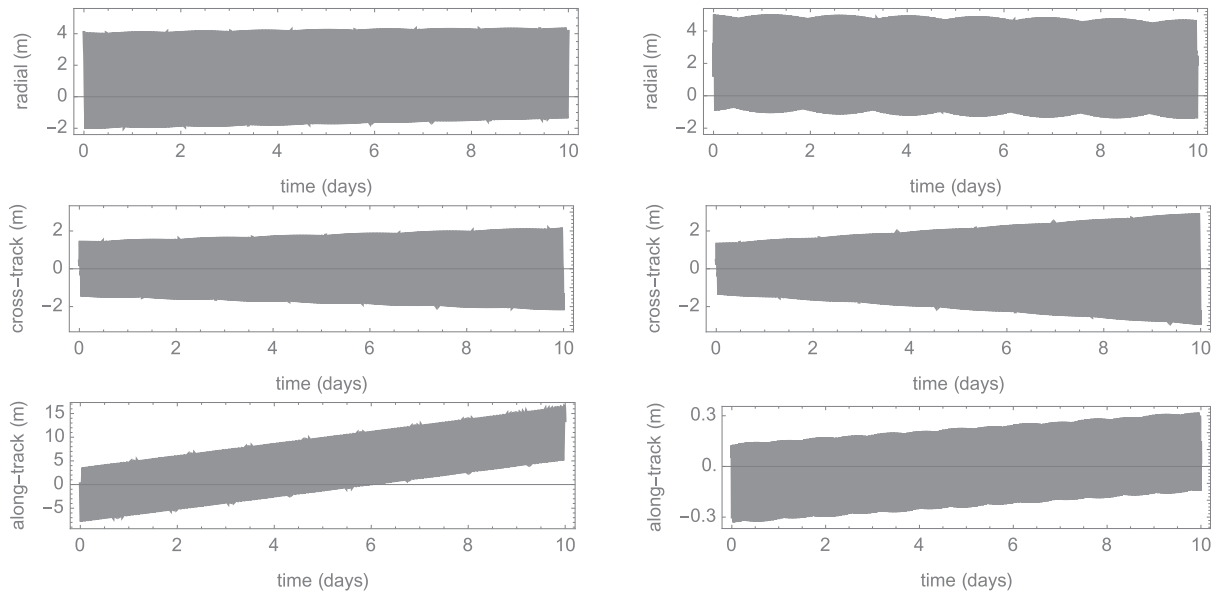 radial (m)
4
2
0
−2
0 2 4 6 8 10
time (days)
radial (m)
4
2
0
−2
0 2 4 6 8 10
time (days)
cross−track (m)
2
0
−2
0 2 4 6 8 10
time (days)
cross−track (m)
2
0
−2
0 2 4 6 8 10
time (days)
along−track (m)
15
10
5
0
−5
0 2 4 6 8 10
time (days)
along−track (m)
0.3
0.
−0.3
0 2 4 6 8 10
time (days)